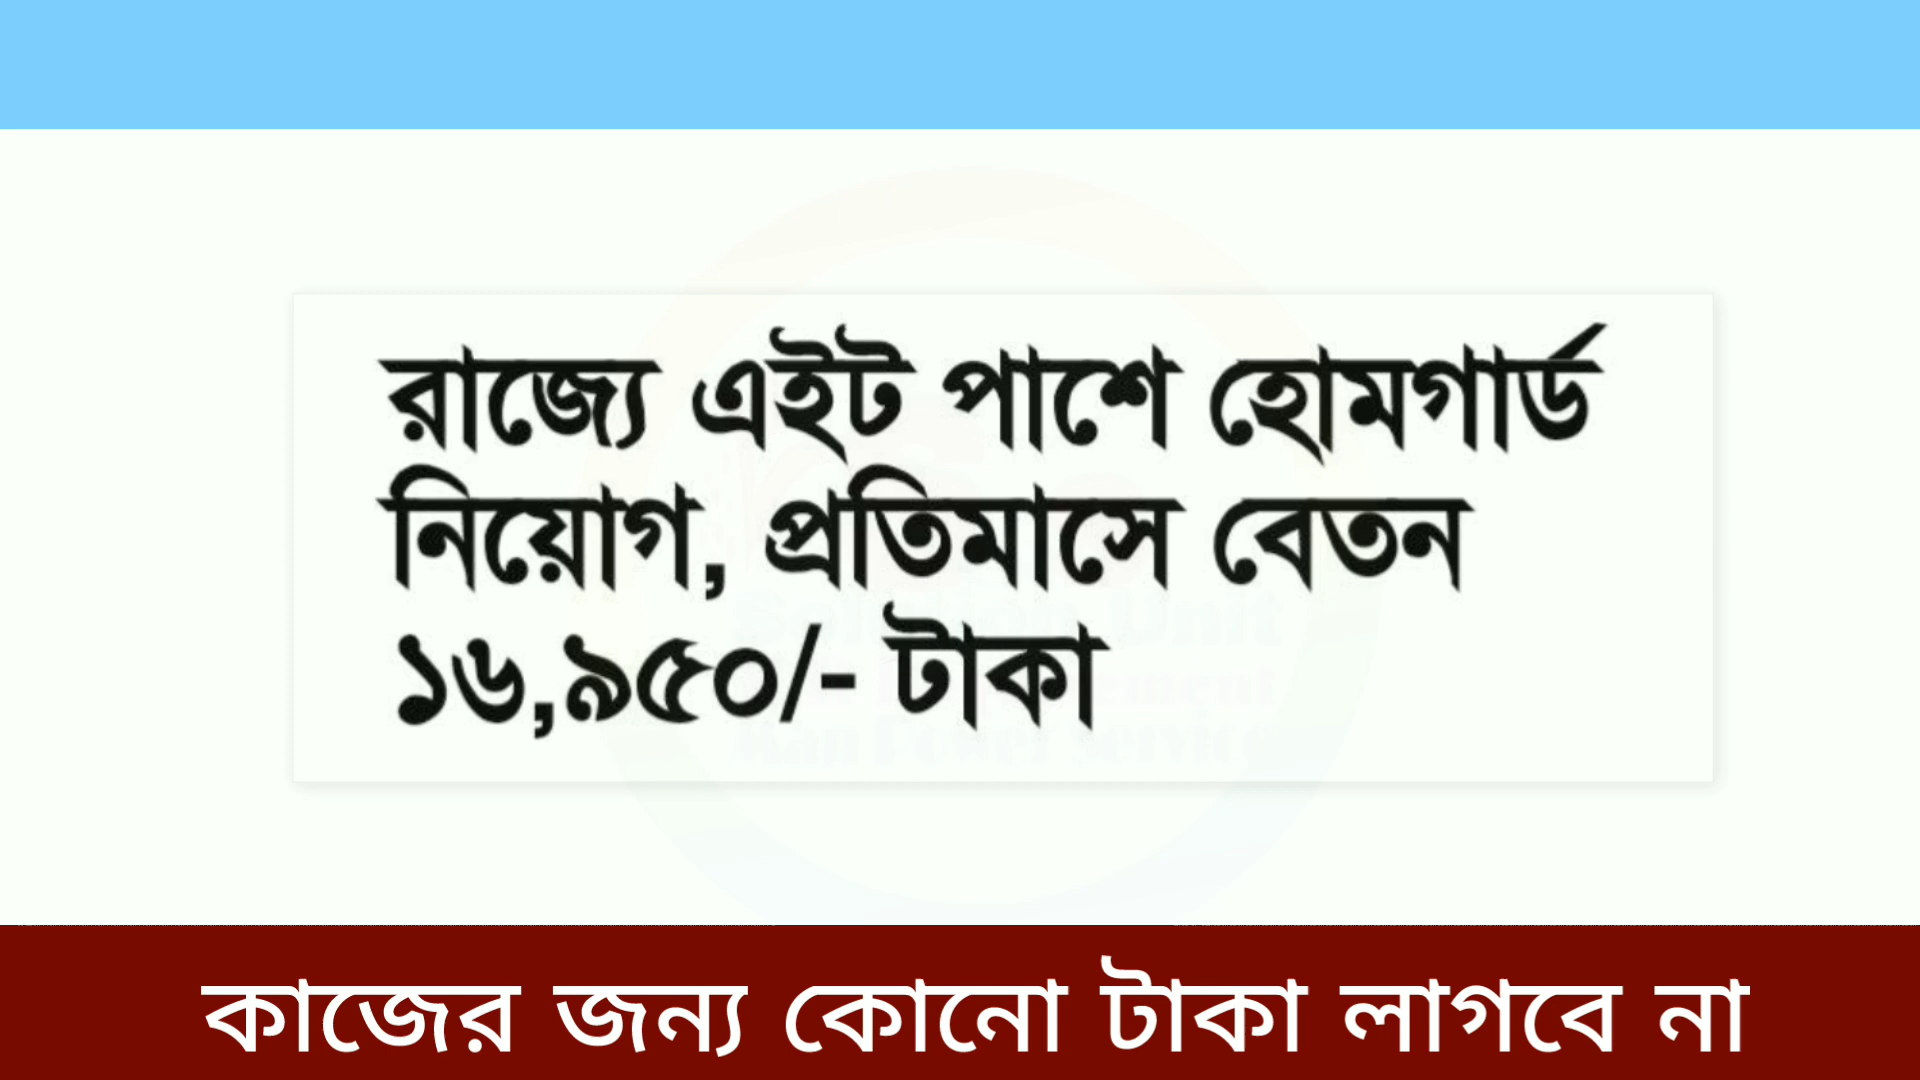 রাজ্যে এইট পাশে হোমগার্ড
নিয়োগ, প্রতিমাসে বেতন
১৬,৯৫০/- টাকা
কাজের জন্য কোনো টাকা লাগবে না